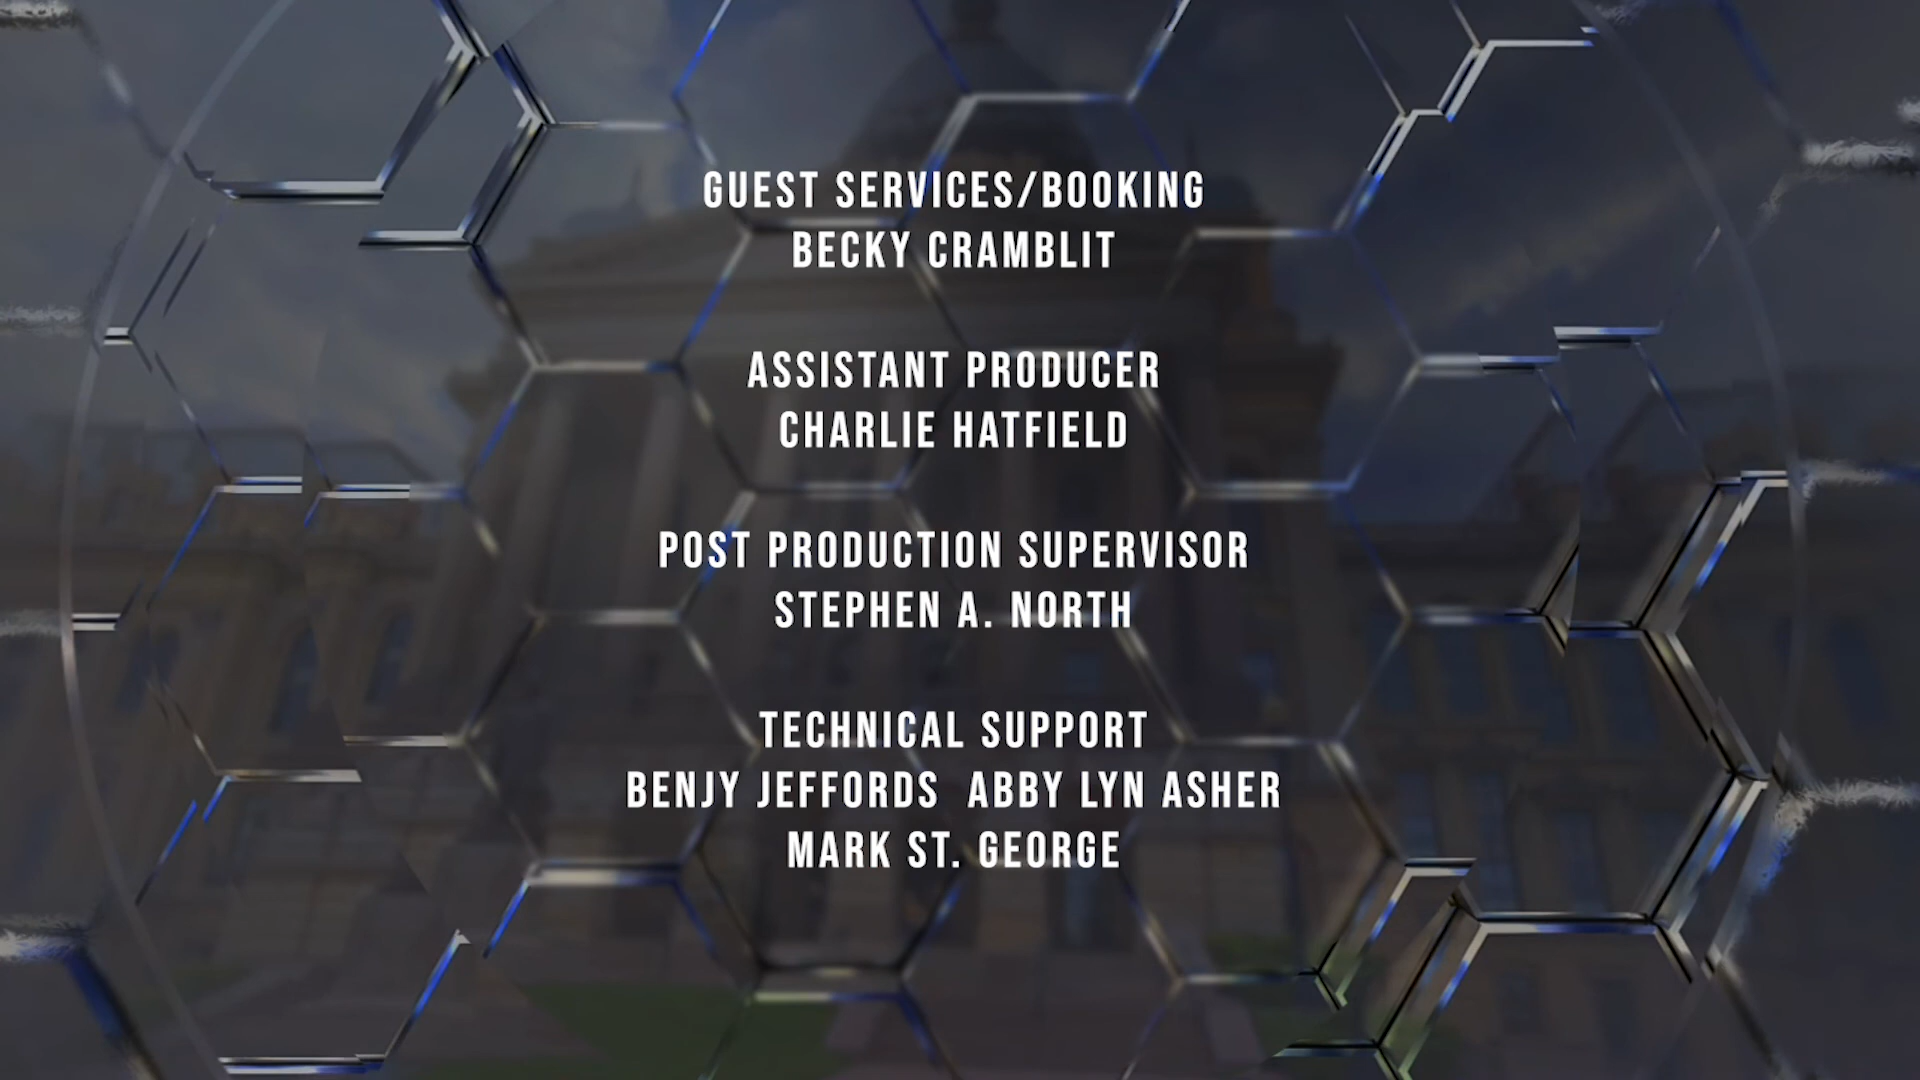 GUEST SERVICES/BOOKING
BECKY CRAMBLIT
ASSISTANT PRODUCER
CHARLIE HATFIELD
POST PRODUCTION SUPERVISOR
STEPHEN A. NORTH
TECHNICAL SUPPORT
BENJY JEFFORDS  ABBY LYN ASHER
MARK ST. GEORGE